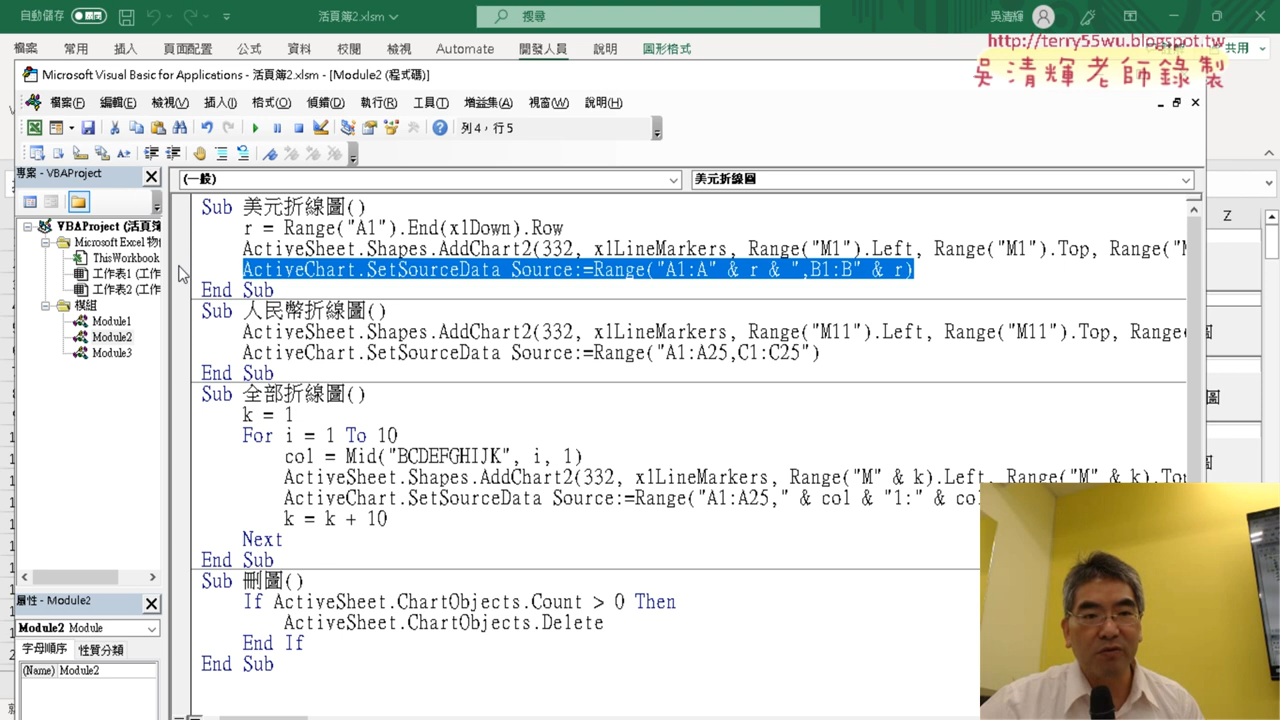 自動儲存
活頁簿2.xlsm
搜尋
吳清輝
http://terry55wu.blogspot.tw
吳清輝老師錄製
檔案 常用 插入 頁面配置 公式 資料 校閱 檢視 Automate 開發人員 說明 圖形格式
共用
Microsoft Visual Basic for Applications - 活頁簿2.xlsm - [Module2 (程式碼)]
檔案(F) 編輯(E) 檢視(V) 插入(I) 格式(O) 偵錯(D) 執行(R) 工具(T) 增益集(A) 視窗(W) 說明(H)
列 4，行 5
專案 - VBAProject
VBAProject (活頁簿
Microsoft Excel 物件
ThisWorkbook
工作表1 (工作
工作表2 (工作
模組
Module1
Module2
Module3
屬性 - Module2
Module2 Module
字母順序 性質分類
(Name) Module2
(一般)
美元折線圖
Sub 美元折線圖()
r = Range("A1").End(xlDown).Row
ActiveSheet.Shapes.AddChart2(332, xlLineMarkers, Range("M1").Left, Range("M1").Top, Range("M
ActiveChart.SetSourceData Source:=Range("A1:A" & r & ",B1:B" & r)
End Sub
Sub 人民幣折線圖()
ActiveSheet.Shapes.AddChart2(332, xlLineMarkers, Range("M11").Left, Range("M11").Top, Range(
ActiveChart.SetSourceData Source:=Range("A1:A25,C1:C25")
End Sub
Sub 全部折線圖()
k = 1
For i = 1 To 10
col = Mid("BCDEFGHIJK", i, 1)
ActiveSheet.Shapes.AddChart2(332, xlLineMarkers, Range("M" & k).Left, Range("M" & k).Top
ActiveChart.SetSourceData Source:=Range("A1:A25," & col & "1:" & col
k = k + 10
Next
End Sub
Sub 刪圖()
If ActiveSheet.ChartObjects.Count > 0 Then
ActiveSheet.ChartObjects.Delete
End If
End Sub
Z
圖